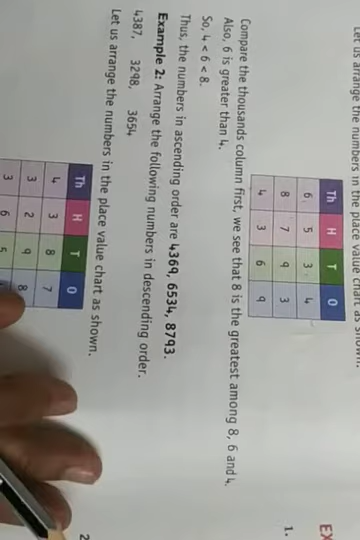 Let us arrange the numbers in the place value chart as shown.
Th H T O
6 5 3 4
8 7 9 3
4 3 6 9
Compare the thousands column first, we see that 8 is the greatest among 8, 6 and 4.
Also, 6 is greater than 4.
So, 4 < 6 < 8.
Thus, the numbers in ascending order are 4369, 6534, 8793.
Example 2: Arrange the following numbers in descending order.
4387, 3298, 3654
Let us arrange the numbers in the place value chart as shown.
Th H T O
4 3 8 7
3 2 9 8
3 6 5
EX
1.
2